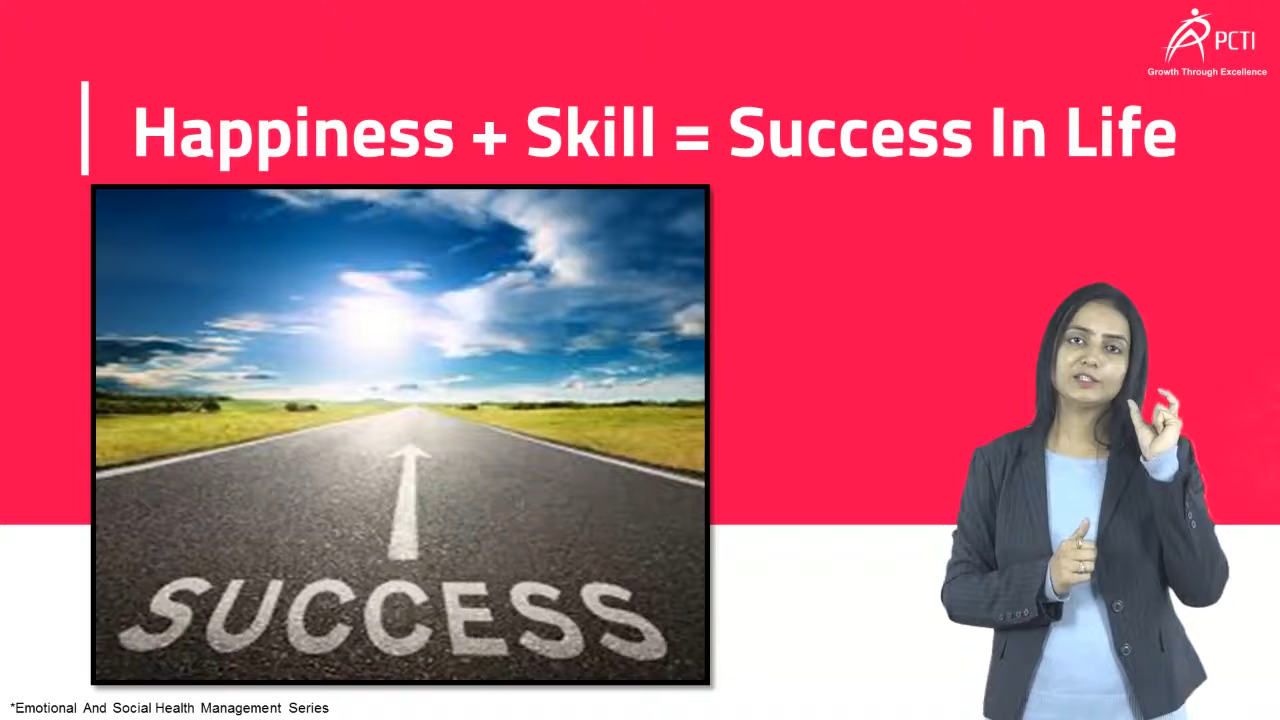 PCTI
Growth Through Excellence
Happiness + Skill = Success In Life
SUCCESS
*Emotional And Social Health Management Series